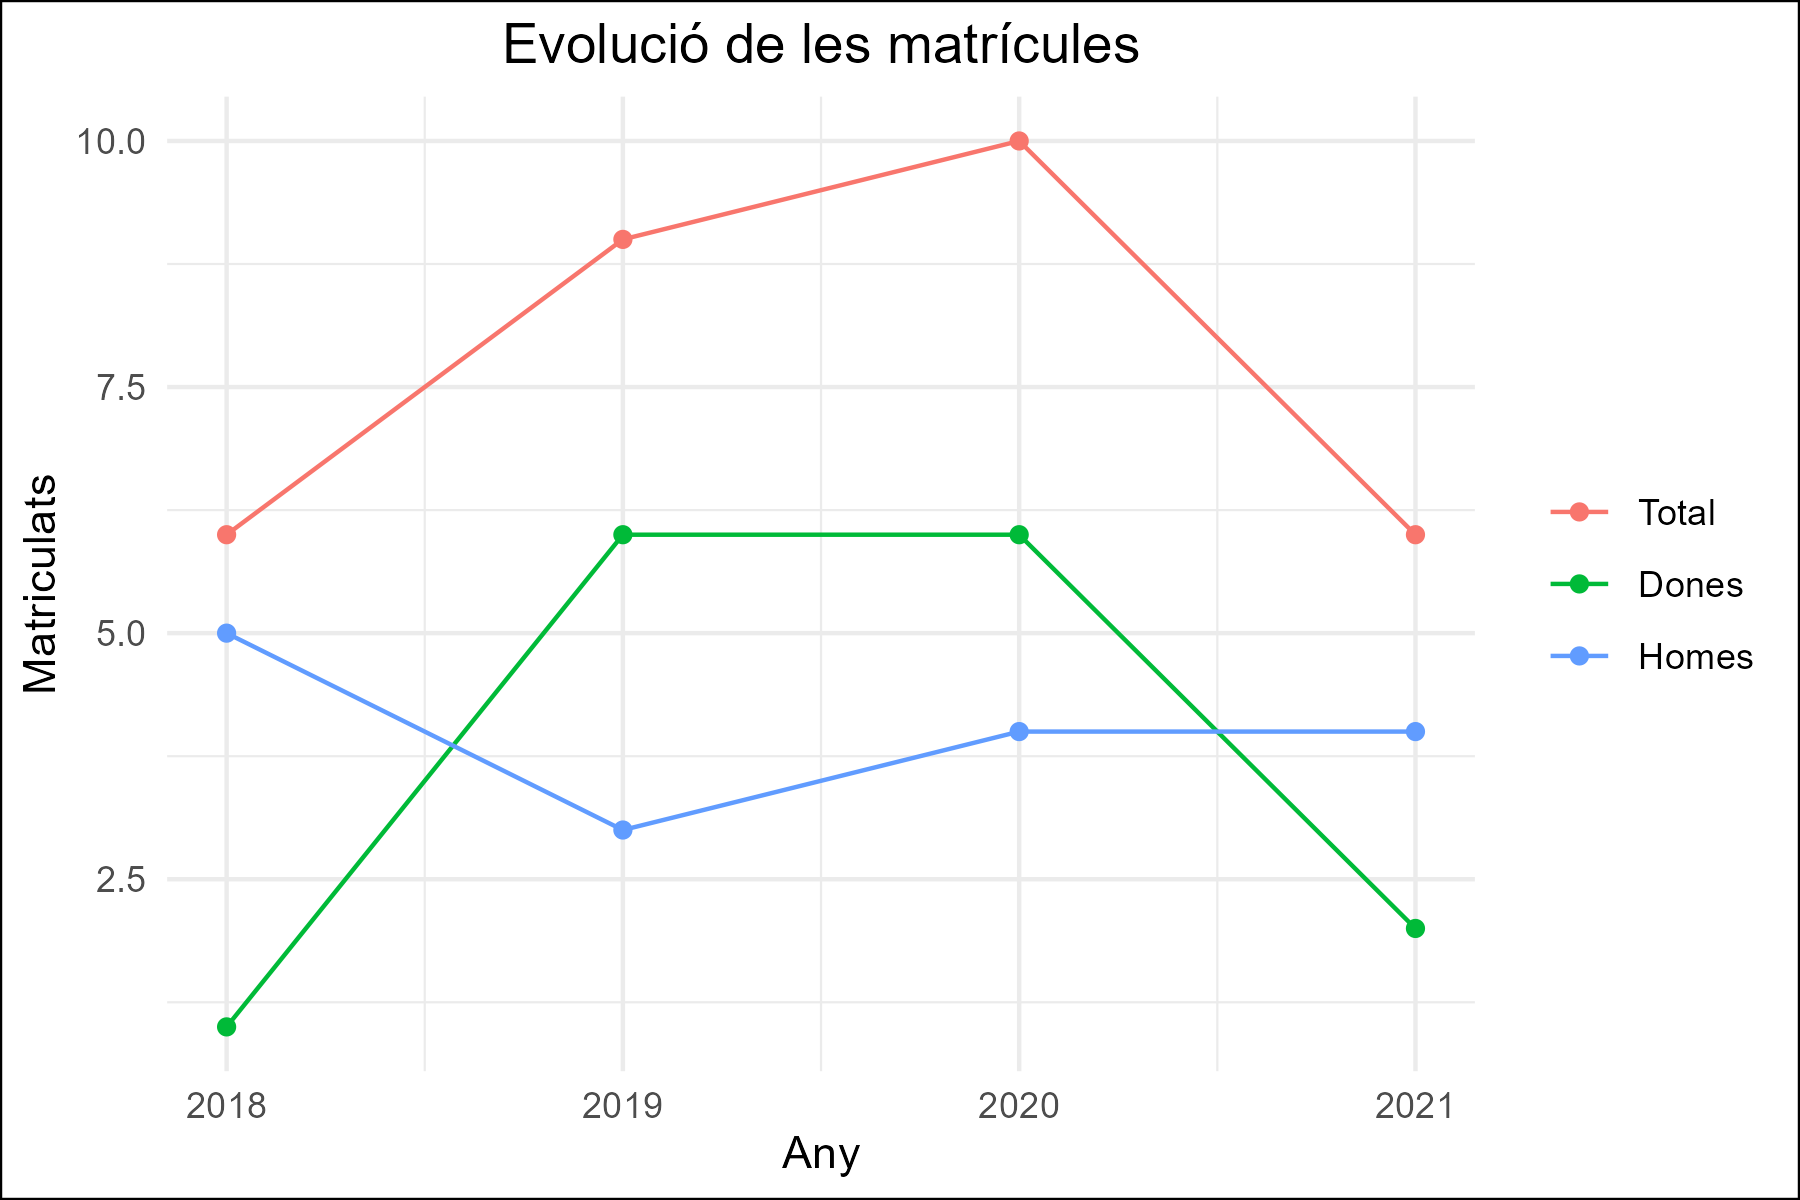 Evolució de les matrícules
10.0
7.5
5.0
2.5
Matriculats
2018
2019
2020
2021
Any
Total
Dones
Homes